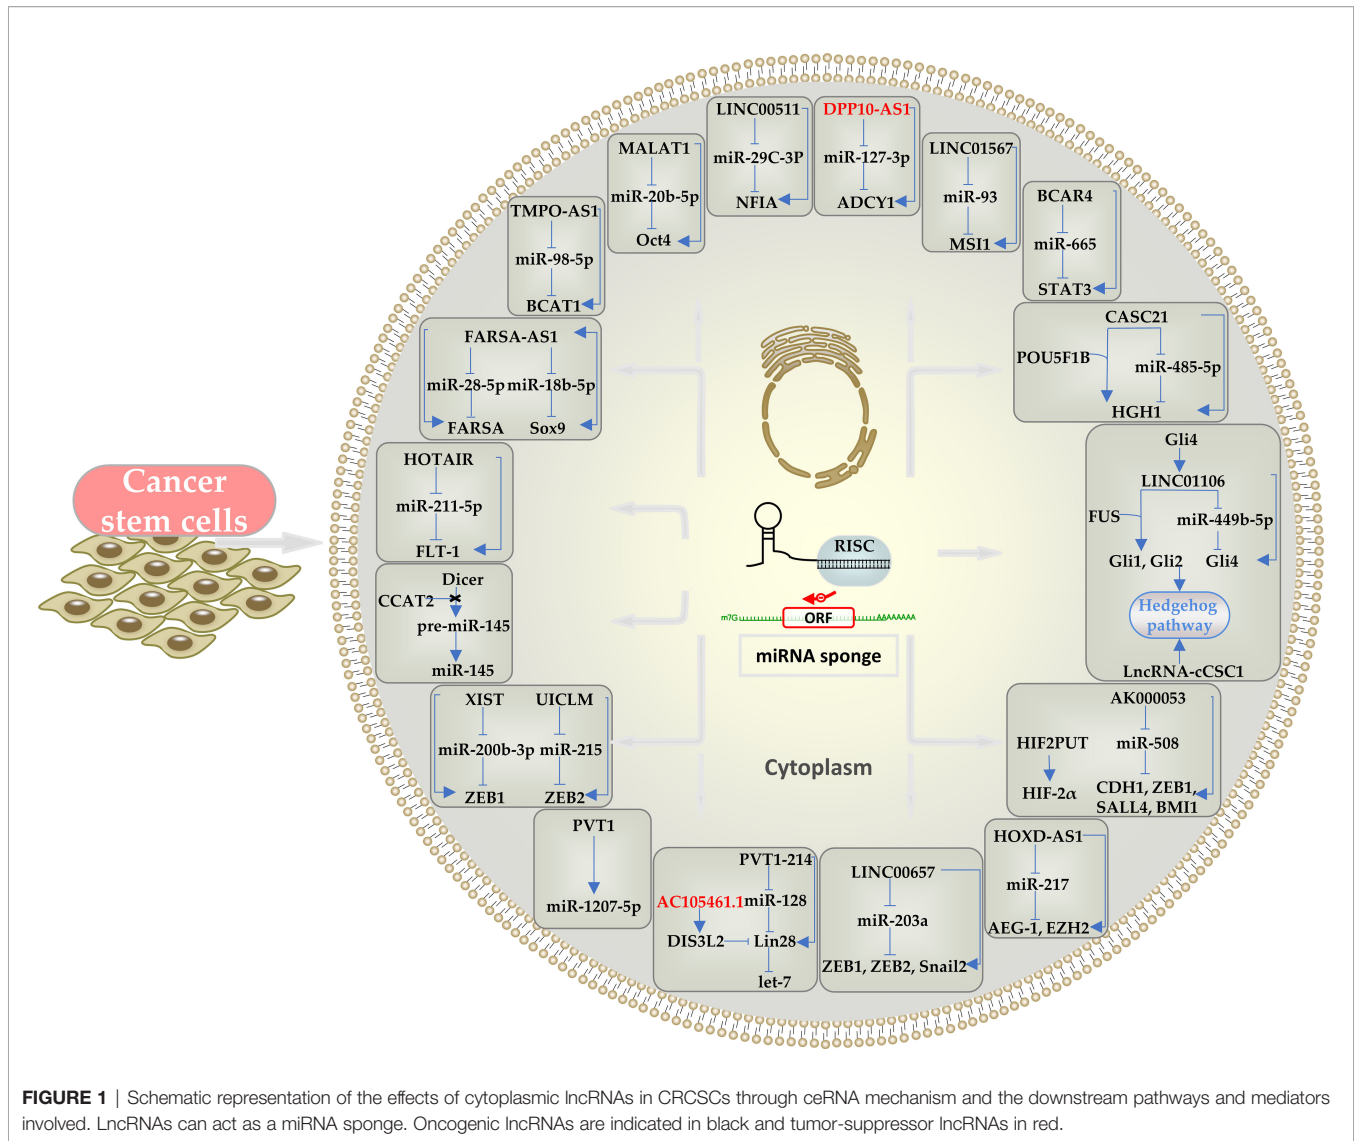 LINC00511
miR-29C-3P
NFIA
DPP10-AS1
miR-127-3p
ADCY1
MALAT1
miR-20b-5p
Oct4
LINC01567
miR-93
MSI1
TMPO-AS1
miR-98-5p
BCAT1
BCAR4
miR-665
STAT3
FARSA-AS1
miR-28-5p miR-18b-5p
FARSA Sox9
CASC21
POU5F1B
miR-485-5p
HGH1
HOTAIR
miR-211-5p
FLT-1
Gli4
LINC01106
FUS
miR-449b-5p
Gli1, Gli2 Gli4
Hedgehog
pathway
LncRNA-cCSC1
Cancer
stem cells
RISC
m7G ORF AAAAAAA
miRNA sponge
Dicer
CCAT2
pre-miR-145
miR-145
XIST UICLM
miR-200b-3p miR-215
ZEB1 ZEB2
Cytoplasm
AK000053
HIF2PUT
miR-508
HIF-2α
CDH1, ZEB1,
SALL4, BMI1
PVT1
miR-1207-5p
PVT1-214
AC105461.1 miR-128
DIS3L2 Lin28
let-7
LINC00657
miR-203a
ZEB1, ZEB2, Snail2
HOXD-AS1
miR-217
AEG-1, EZH2
FIGURE 1 | Schematic representation of the effects of cytoplasmic lncRNAs in CRCSCs through ceRNA mechanism and the downstream pathways and mediators
involved. LncRNAs can act as a miRNA sponge. Oncogenic lncRNAs are indicated in black and tumor-suppressor lncRNAs in red.